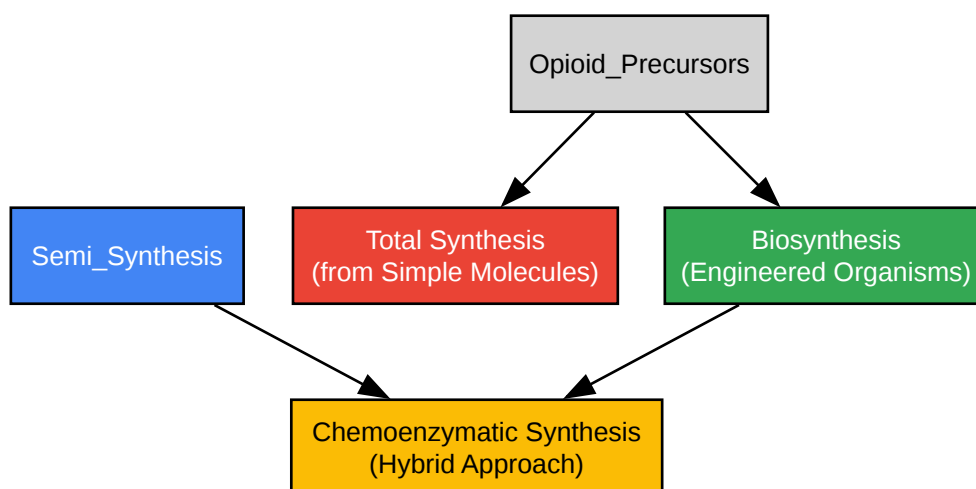 Opioid_Precursors
Semi_Synthesis
Total Synthesis
(from Simple Molecules)
Biosynthesis
(Engineered Organisms)
Chemoenzymatic Synthesis
(Hybrid Approach)